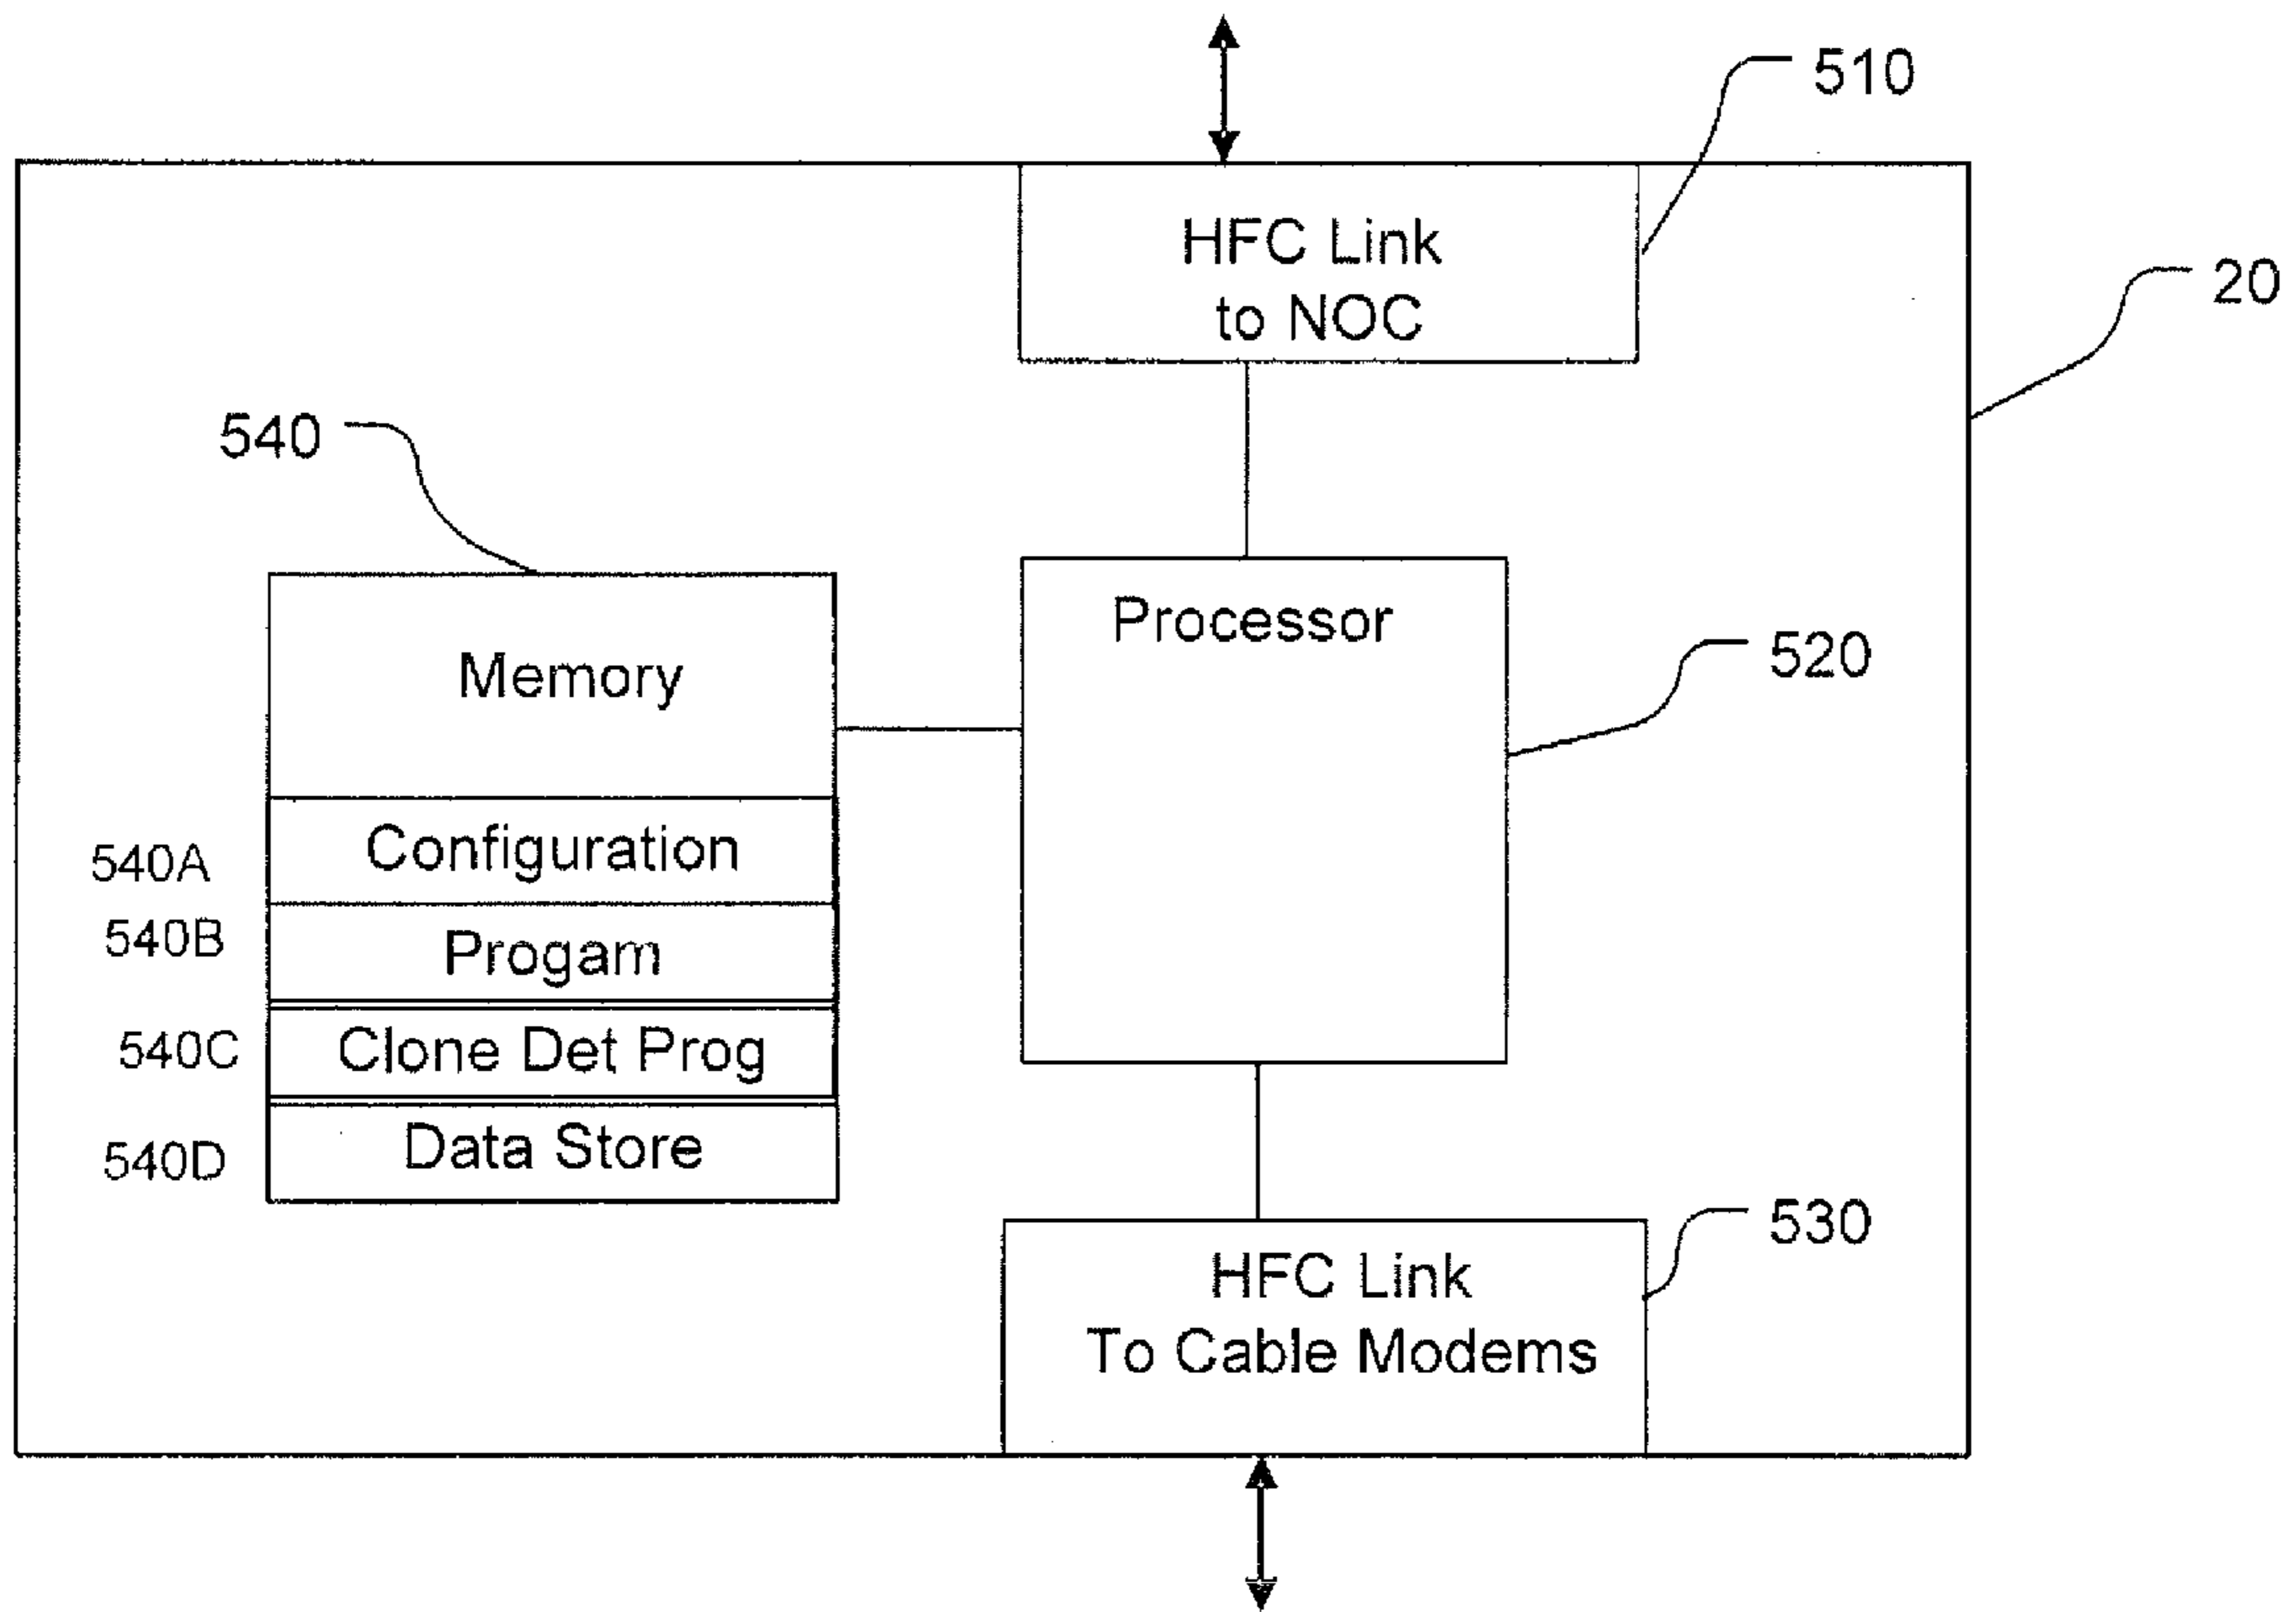 510
HFC Link
to NOC
20
540
Processor
520
Memory
Configuration
540A
Progam
540B
Clone Det Prog
540C
Data Store
540D
530
HFC Link
To Cable Modems